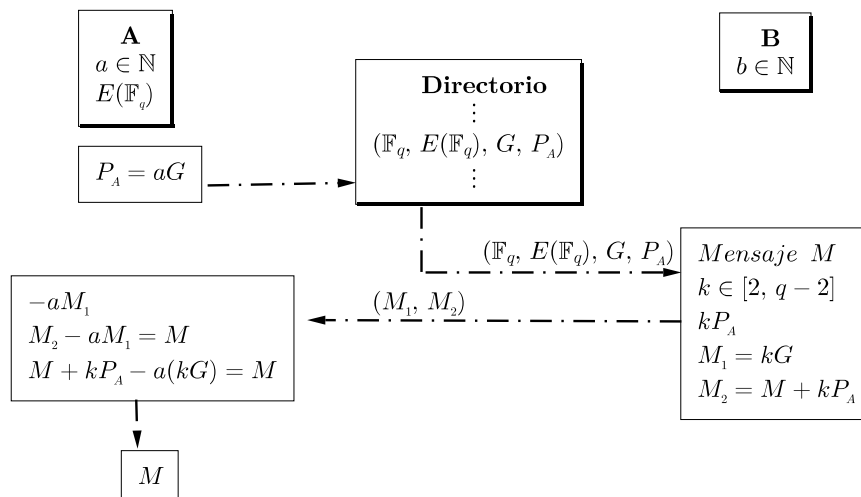 A
a ∈ ℕ
E(𝔽_q)
B
b ∈ ℕ
Directorio
⋮
(𝔽_q, E(𝔽_q), G, P_A)
⋮
P_A = aG
(𝔽_q, E(𝔽_q), G, P_A)
Mensaje M
k ∈ [2, q − 2]
kP_A
M_1 = kG
M_2 = M + kP_A
(M_1, M_2)
−aM_1
M_2 − aM_1 = M
M + kP_A − a(kG) = M
M